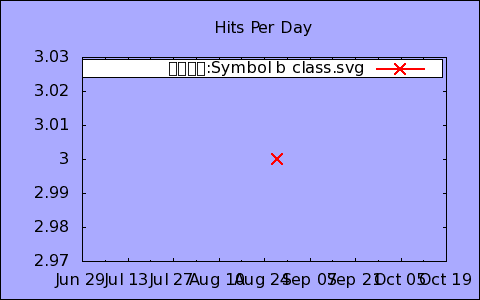 Hits Per Day
:Symbol b class.svg
3.03
3.02
3.01
3
2.99
2.98
2.97
Jun 29 Jul 13 Jul 27 Aug 10 Aug 24 Sep 07 Sep 21 Oct 05 Oct 19